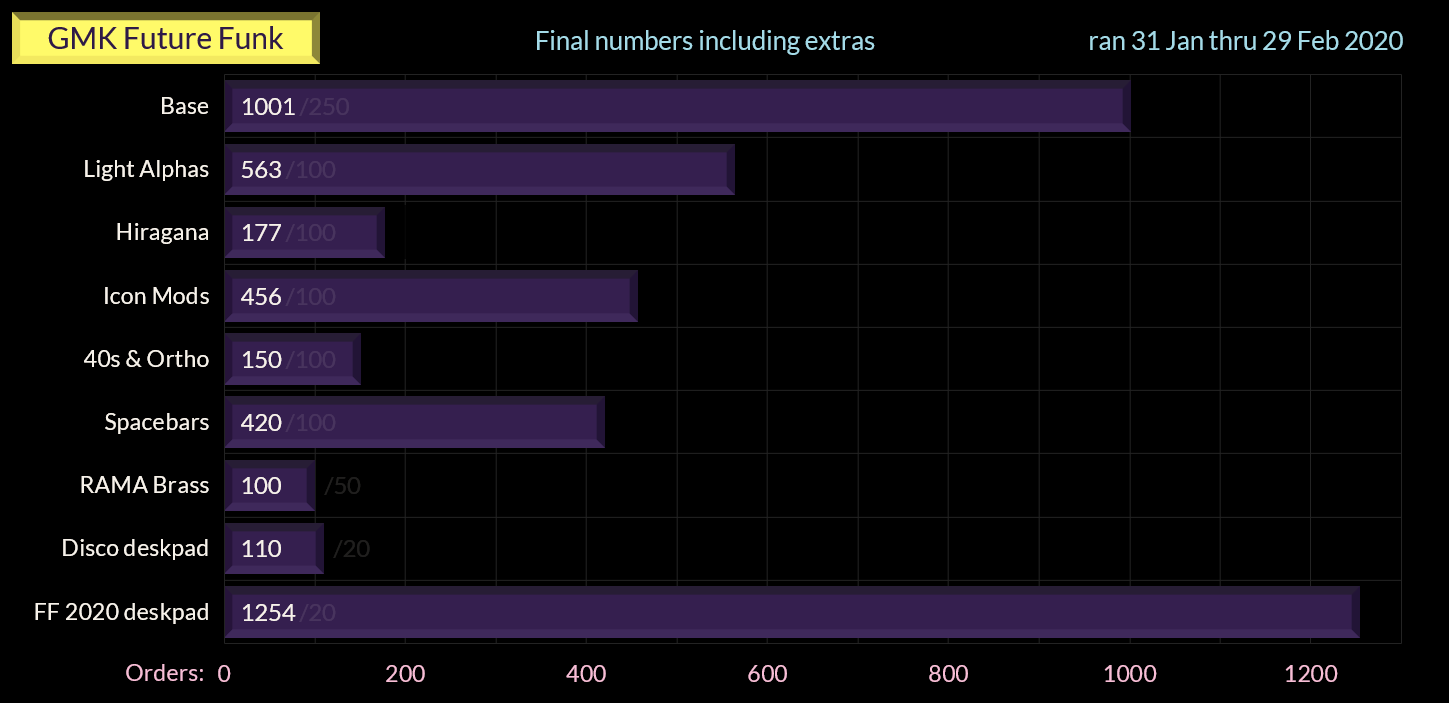 GMK Future Funk
Final numbers including extras
ran 31 Jan thru 29 Feb 2020
Base 1001 /250
Light Alphas 563 /100
Hiragana 177 /100
Icon Mods 456 /100
40s & Ortho 150 /100
Spacebars 420 /100
RAMA Brass 100 /50
Disco deskpad 110 /20
FF 2020 deskpad 1254 /20
Orders: 0 200 400 600 800 1000 1200